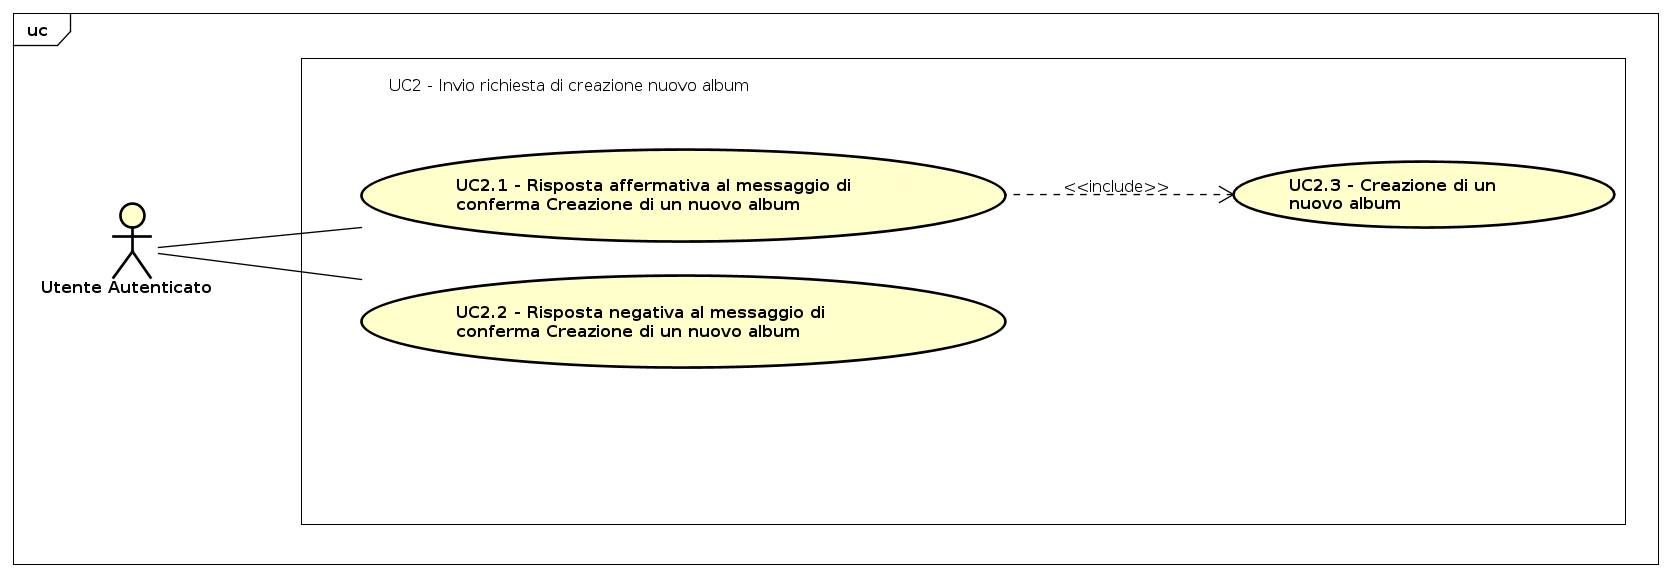 uc
UC2 - Invio richiesta di creazione nuovo album
UC2.1 - Risposta affermativa al messaggio di
conferma Creazione di un nuovo album
<<include>>
UC2.3 - Creazione di un
nuovo album
Utente Autenticato
UC2.2 - Risposta negativa al messaggio di
conferma Creazione di un nuovo album